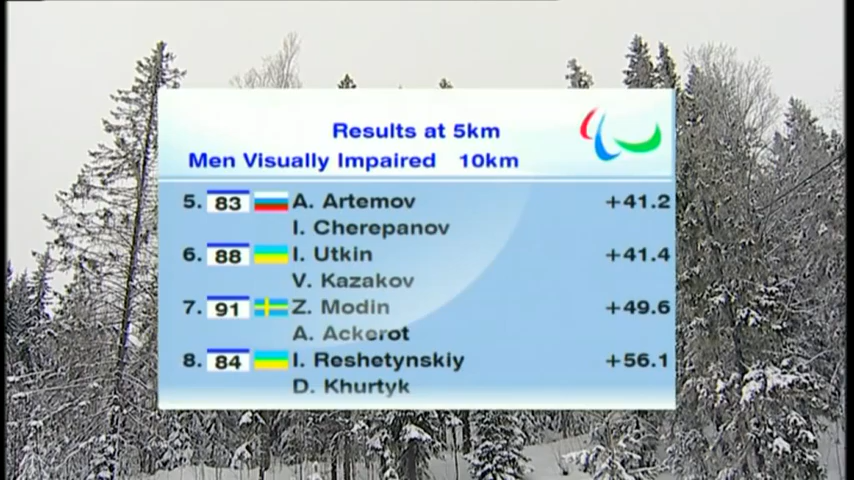 Results at 5km
Men Visually Impaired 10km
5. 83 A. Artemov +41.2
I. Cherepanov
6. 88 I. Utkin +41.4
V. Kazakov
7. 91 Z. Modin +49.6
A. Ackerot
8. 84 I. Reshetynskiy +56.1
D. Khurtyk